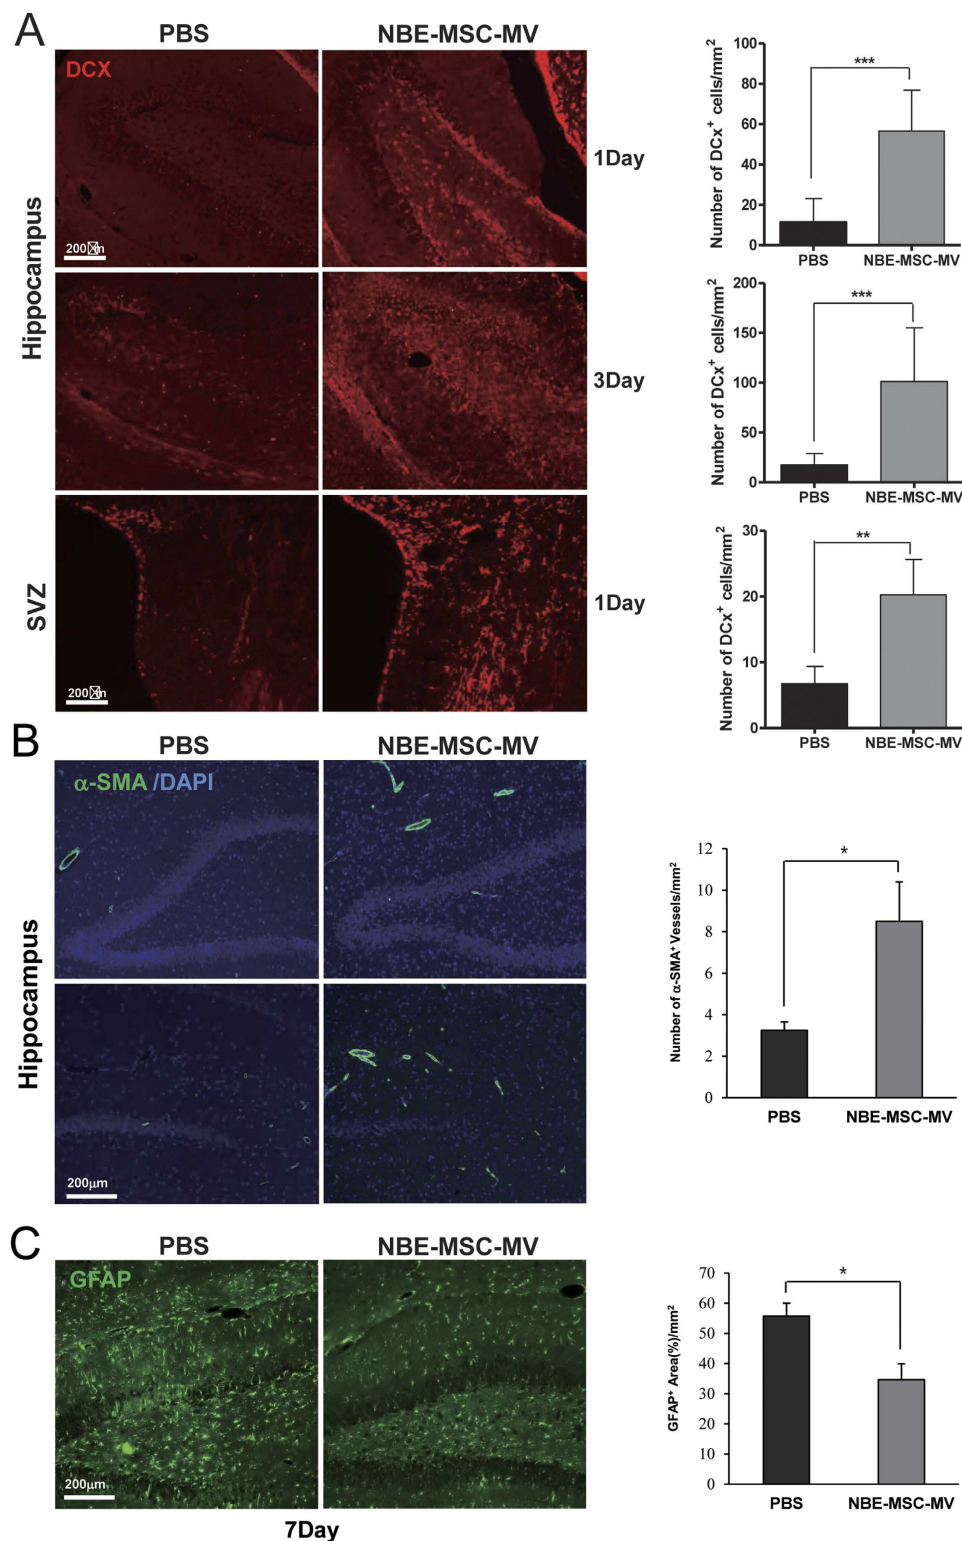 A
PBS
NBE-MSC-MV
DCX
Hippocampus
SVZ
200 m
200 m
1Day
3Day
1Day
Number of DCx+ cells/mm2
100
80
60
40
20
0
***
PBS
NBE-MSC-MV
Number of DCx+ cells/mm2
200
150
100
50
0
***
PBS
NBE-MSC-MV
Number of DCx+ cells/mm2
30
20
10
0
**
PBS
NBE-MSC-MV
B
PBS
NBE-MSC-MV
α-SMA /DAPI
Hippocampus
200μm
Number of α-SMA+ Vessels/mm2
12
10
8
6
4
2
0
*
PBS
NBE-MSC-MV
C
PBS
NBE-MSC-MV
GFAP
200μm
7Day
GFAP+ Area(%)/mm2
70
60
50
40
30
20
10
0
*
PBS
NBE-MSC-MV